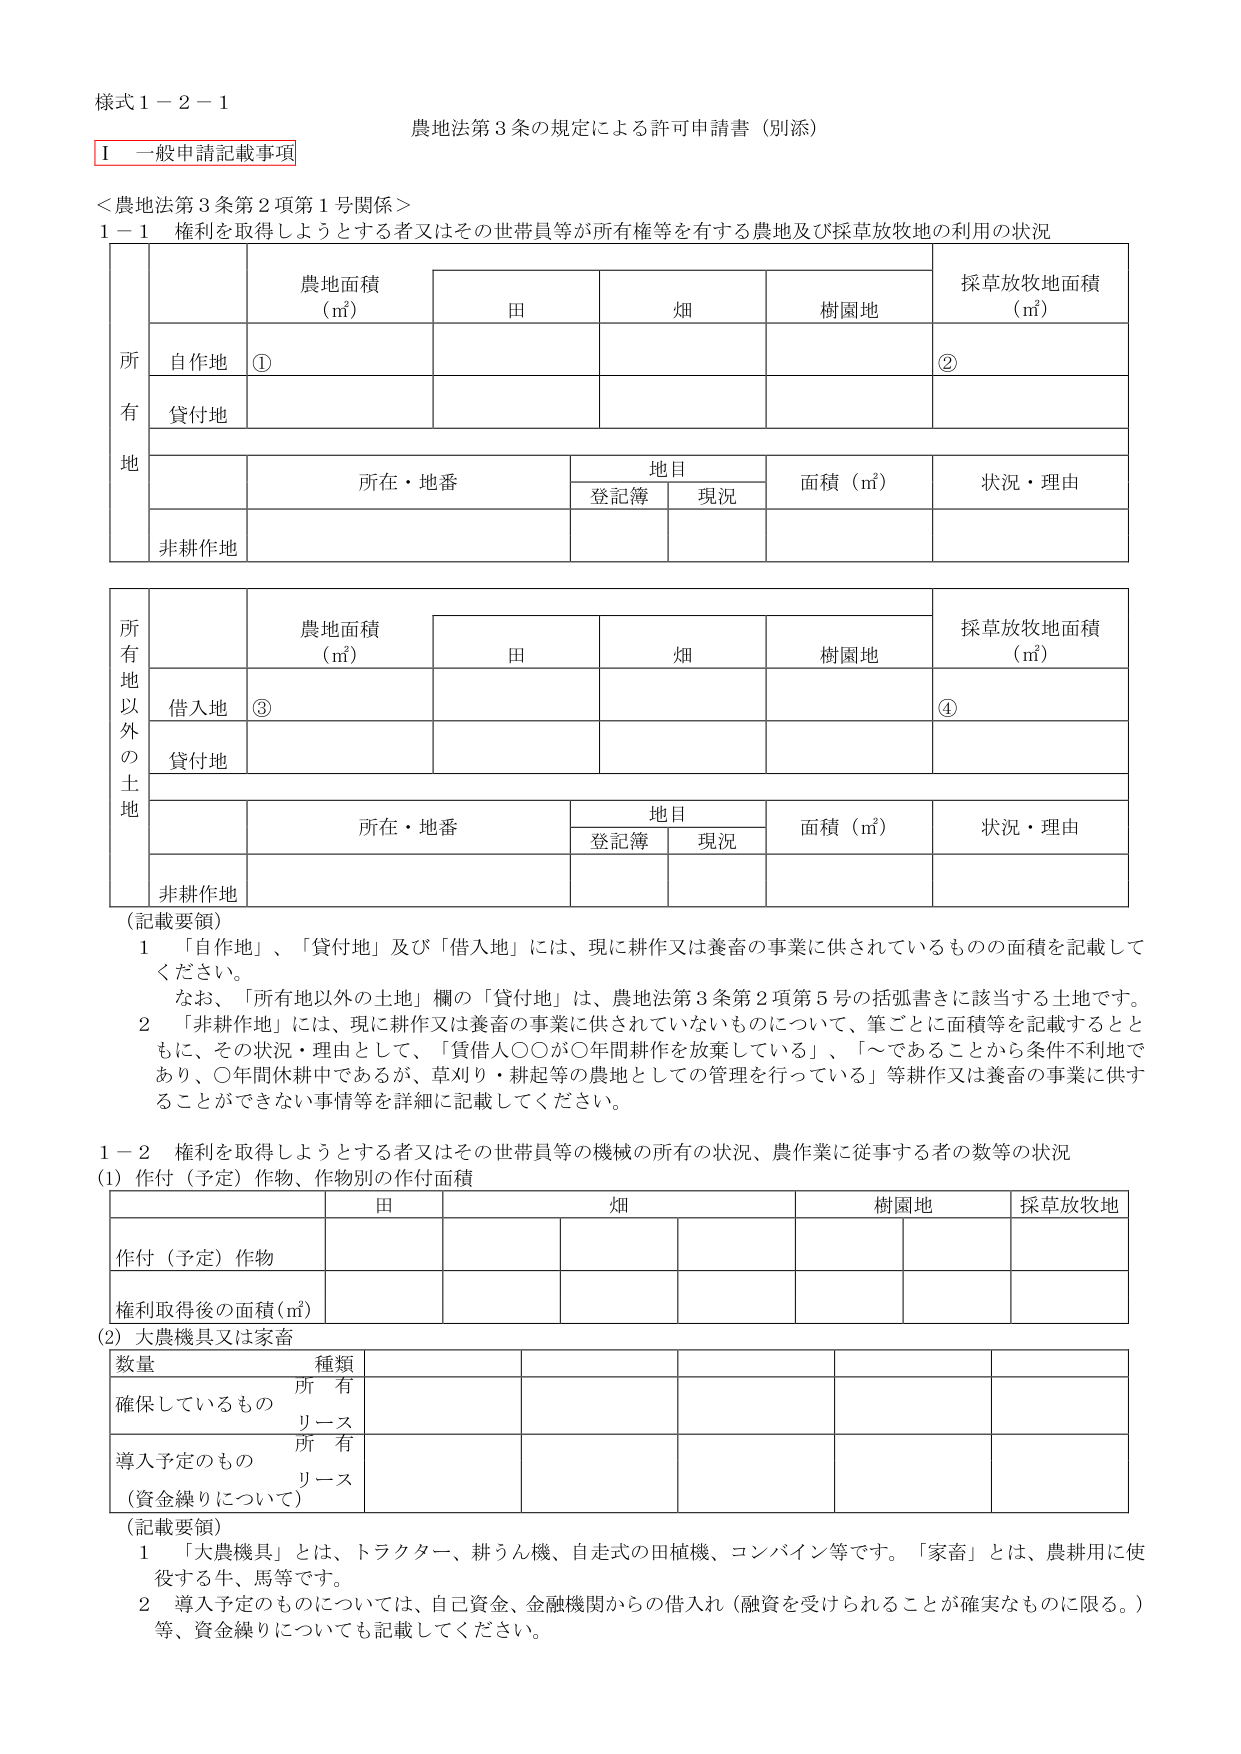 様式１－２－１
農地法第３条の規定による許可申請書（別添）
Ⅰ　一般申請記載事項
＜農地法第３条第２項第１号関係＞
１－１　権利を取得しようとする者又はその世帯員等が所有権等を有する農地及び採草放牧地の利用の状況
所有地
農地面積（㎡）
田
畑
樹園地
採草放牧地面積（㎡）
自作地
①
②
貸付地
所在・地番
地目
面積（㎡）
状況・理由
登記簿
現況
非耕作地
所有地以外の土地
農地面積（㎡）
田
畑
樹園地
採草放牧地面積（㎡）
借入地
③
④
貸付地
所在・地番
地目
面積（㎡）
状況・理由
登記簿
現況
非耕作地
（記載要領）
１　「自作地」、「貸付地」及び「借入地」には、現に耕作又は養畜の事業に供されているものの面積を記載して
ください。
なお、「所有地以外の土地」欄の「貸付地」は、農地法第３条第２項第５号の括弧書きに該当する土地です。
２　「非耕作地」には、現に耕作又は養畜の事業に供されていないものについて、筆ごとに面積等を記載するとと
もに、その状況・理由として、「賃借人○○が○年間耕作を放棄している」、「～であることから条件不利地で
あり、○年間休耕中であるが、草刈り・耕起等の農地としての管理を行っている」等耕作又は養畜の事業に供す
ることができない事情等を詳細に記載してください。
１－２　権利を取得しようとする者又はその世帯員等の機械の所有の状況、農作業に従事する者の数等の状況
(1) 作付（予定）作物、作物別の作付面積
田
畑
樹園地
採草放牧地
作付（予定）作物
権利取得後の面積(㎡)
(2) 大農機具又は家畜
数量　種類
所　有
確保しているもの
リース
所　有
導入予定のもの
リース
（資金繰りについて）
（記載要領）
１　「大農機具」とは、トラクター、耕うん機、自走式の田植機、コンバイン等です。「家畜」とは、農耕用に使
役する牛、馬等です。
２　導入予定のものについては、自己資金、金融機関からの借入れ（融資を受けられることが確実なものに限る。）
等、資金繰りについても記載してください。